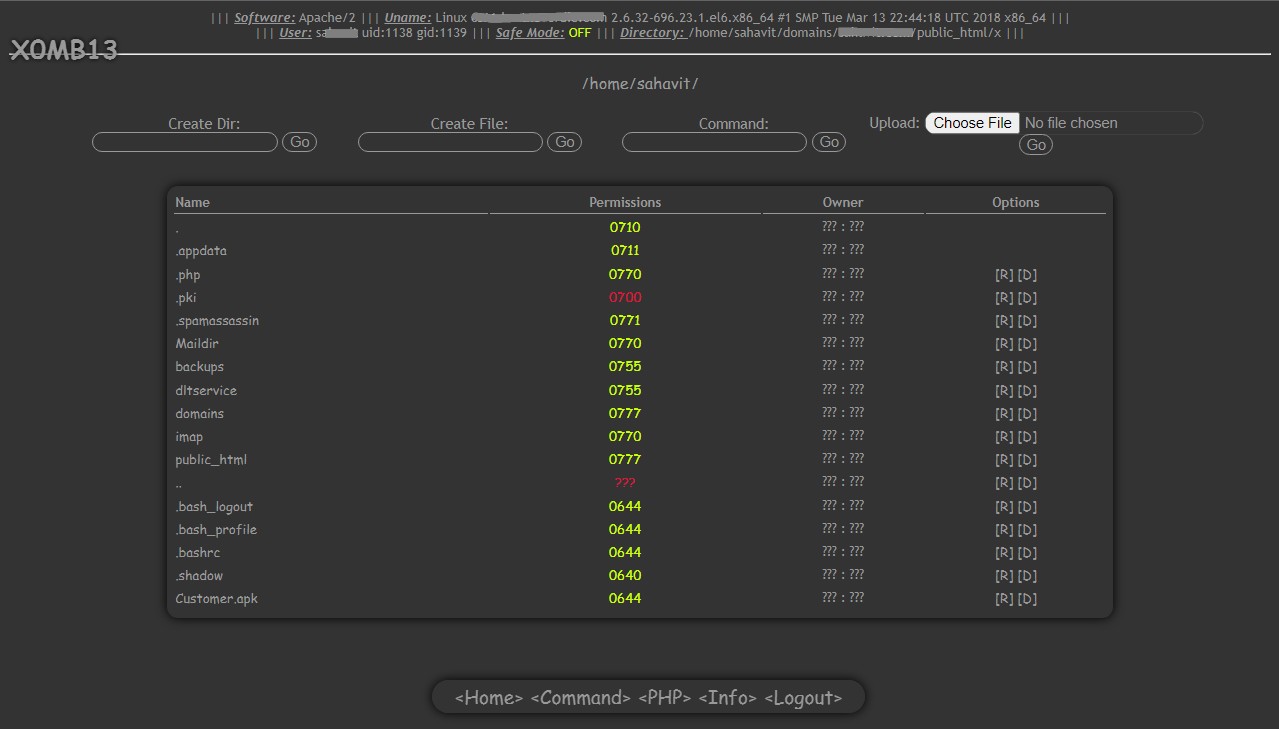 ||| Software: Apache/2 ||| Uname: Linux 2.6.32-696.23.1.el6.x86_64 #1 SMP Tue Mar 13 22:44:18 UTC 2018 x86_64 |||
||| User: sa uid:1138 gid:1139 ||| Safe Mode: OFF ||| Directory: /home/sahavit/domains/ /public_html/x |||
X0MB13
/home/sahavit/
Create Dir: Create File: Command: Upload: Choose File No file chosen
Go Go Go Go
Name Permissions Owner Options
. 0710 ??? : ???
.appdata 0711 ??? : ???
.php 0770 ??? : ??? [R] [D]
.pki 0700 ??? : ??? [R] [D]
.spamassassin 0771 ??? : ??? [R] [D]
Maildir 0770 ??? : ??? [R] [D]
backups 0755 ??? : ??? [R] [D]
dltservice 0755 ??? : ??? [R] [D]
domains 0777 ??? : ??? [R] [D]
imap 0770 ??? : ??? [R] [D]
public_html 0777 ??? : ??? [R] [D]
.. ??? ??? : ??? [R] [D]
.bash_logout 0644 ??? : ??? [R] [D]
.bash_profile 0644 ??? : ??? [R] [D]
.bashrc 0644 ??? : ??? [R] [D]
.shadow 0640 ??? : ??? [R] [D]
Customer.apk 0644 ??? : ??? [R] [D]
<Home> <Command> <PHP> <Info> <Logout>